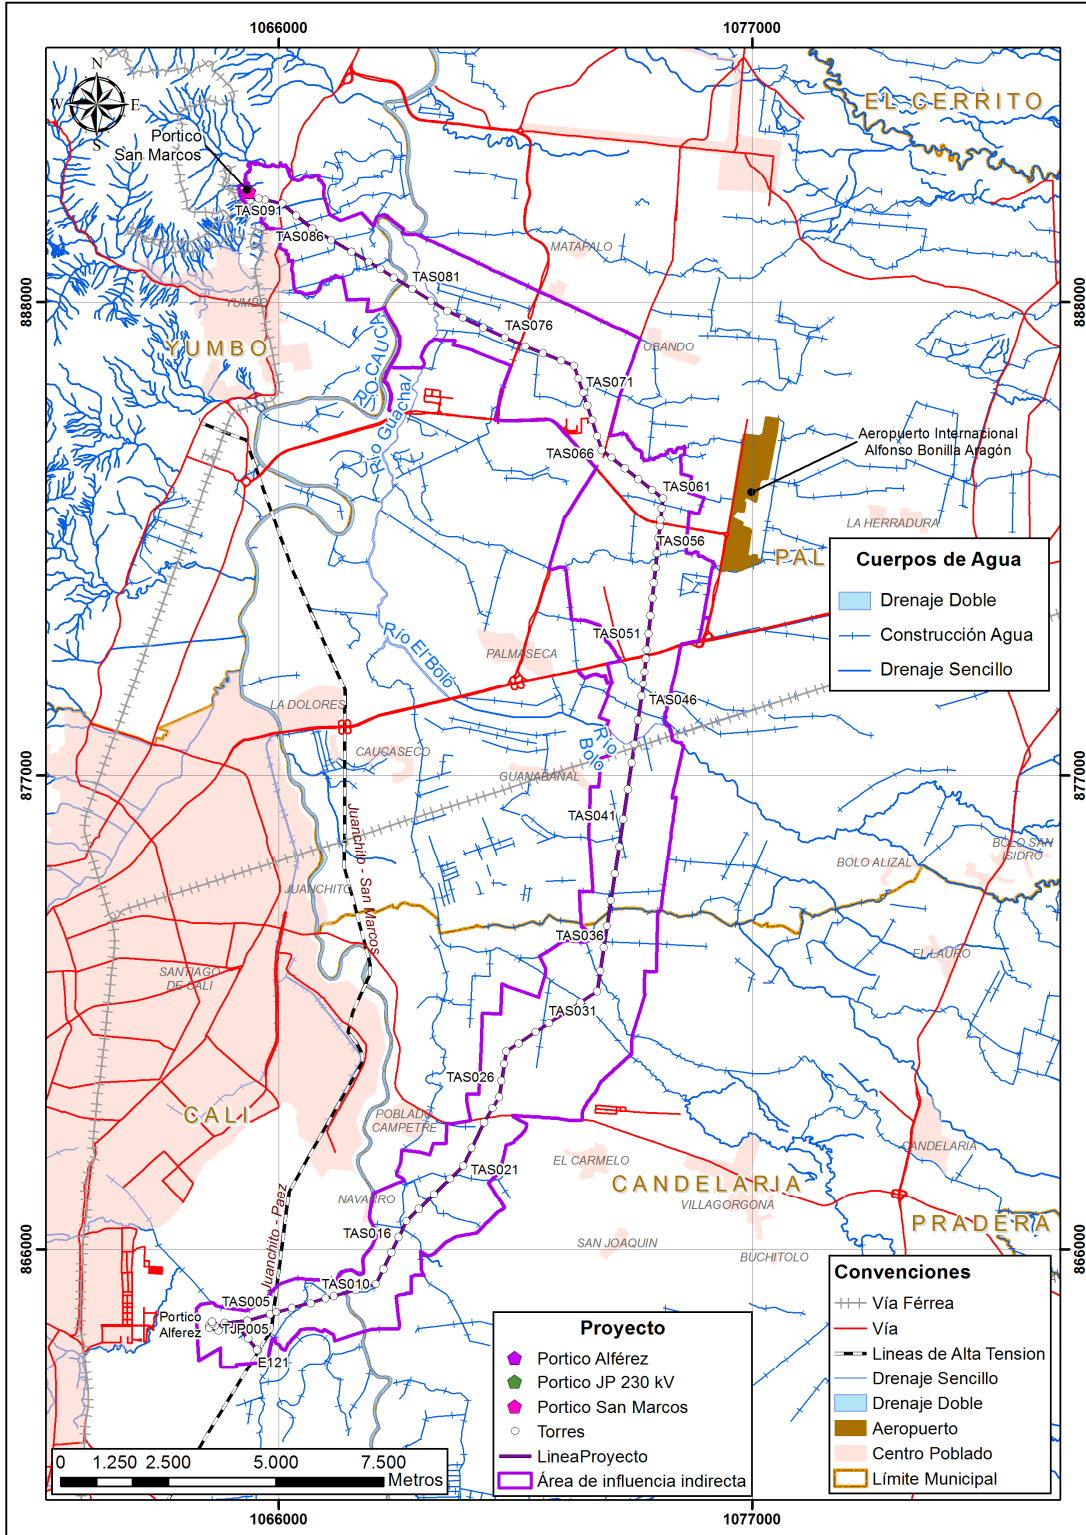 1066000
1077000
N
W
E
S
EL CERRITO
Portico
San Marcos
TAS091
TAS086
MATAPALO
TAS081
888000
888000
YUMBO
TAS076
YUMBO
OBANDO
RIO CAUCA
TAS071
Rio Guachal
Aeropuerto Internacional
Alfonso Bonilla Aragón
TAS066
TAS061
LA HERRADURA
TAS056
PAL
Cuerpos de Agua
Drenaje Doble
Construcción Agua
Drenaje Sencillo
TAS051
Río El Bolo
PALMASECA
TAS046
LA DOLORES
Río
Bolo
CAUCASECO
GUANABANAL
877000
877000
TAS041
Juanchito - San Marcos
BOLO SAN
ISIDRO
BOLO ALIZAL
JUANCHITO
TAS036
EL LAURO
SANTIAGO
DE CALI
TAS031
TAS026
CALI
POBLADO
CAMPETRE
CANDELARIA
EL CARMELO
TAS021
CANDELARIA
NAVARRO
VILLAGORGONA
PRADERA
TAS016
SAN JOAQUIN
BUCHITOLO
866000
866000
Juanchito - Paez
TAS010
TAS005
Portico
Alferez
TJP005
E121
Convenciones
Vía Férrea
Vía
Lineas de Alta Tension
Drenaje Sencillo
Drenaje Doble
Aeropuerto
Centro Poblado
Límite Municipal
Proyecto
Portico Alférez
Portico JP 230 kV
Portico San Marcos
Torres
LineaProyecto
Área de influencia indirecta
0 1.250 2.500 5.000 7.500
Metros
1066000
1077000